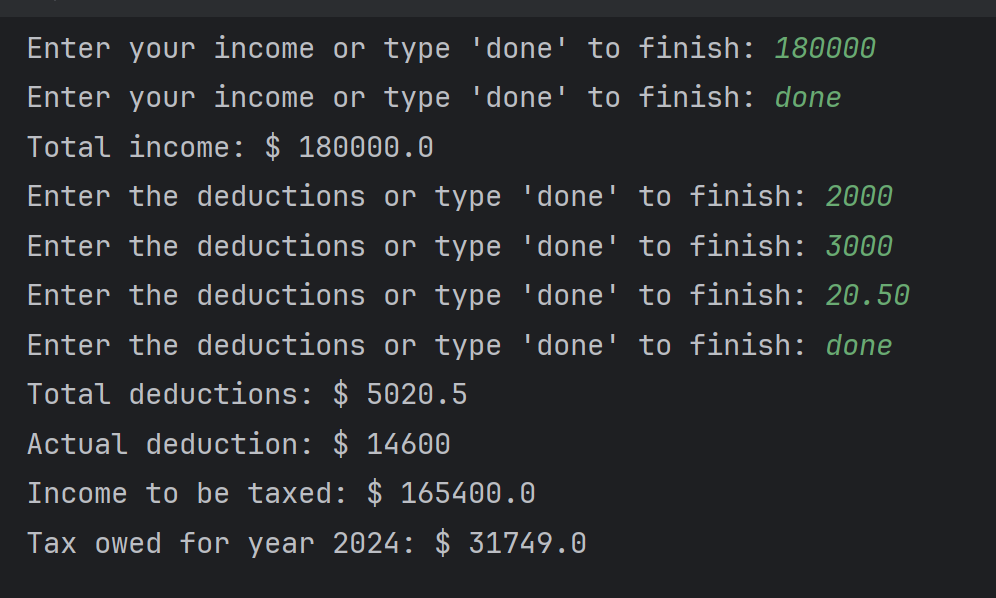 Enter your income or type 'done' to finish: 180000
Enter your income or type 'done' to finish: done
Total income: $ 180000.0
Enter the deductions or type 'done' to finish: 2000
Enter the deductions or type 'done' to finish: 3000
Enter the deductions or type 'done' to finish: 20.50
Enter the deductions or type 'done' to finish: done
Total deductions: $ 5020.5
Actual deduction: $ 14600
Income to be taxed: $ 165400.0
Tax owed for year 2024: $ 31749.0